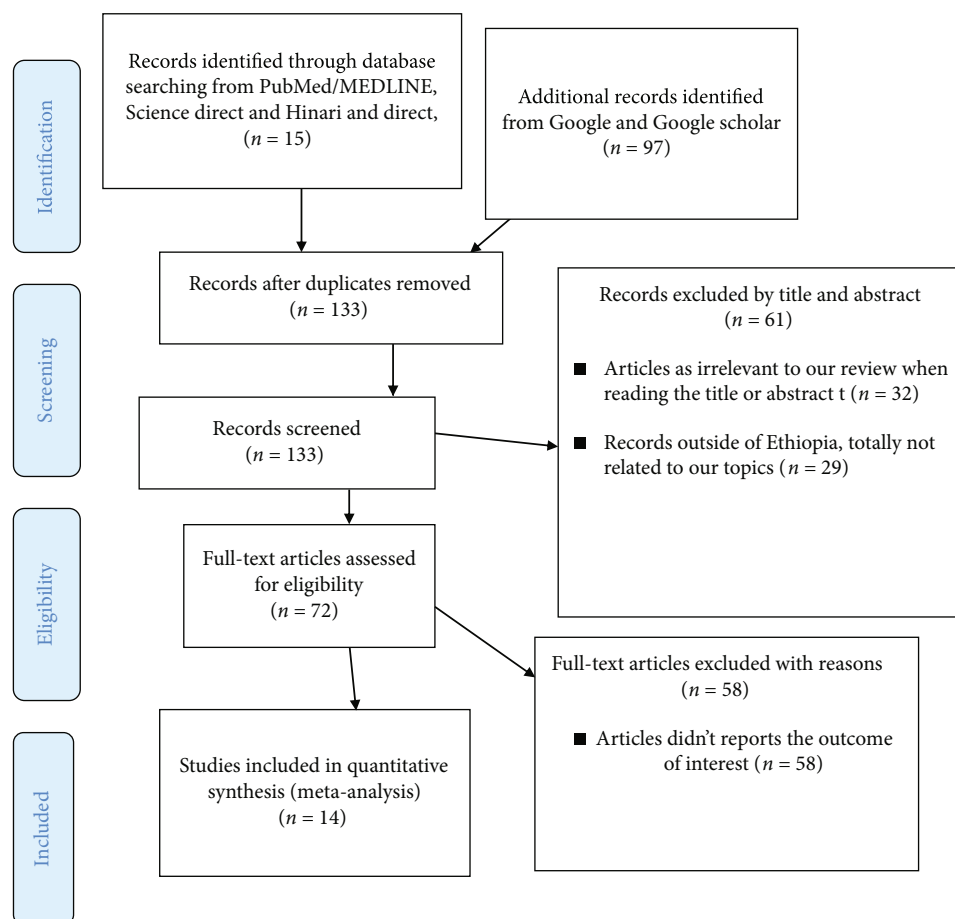 Identification
Records identified through database
searching from PubMed/MEDLINE,
Science direct and Hinari and direct,
(n = 15)
Additional records identified
from Google and Google scholar
(n = 97)
Records after duplicates removed
(n = 133)
Screening
Records screened
(n = 133)
Records excluded by title and abstract
(n = 61)
■ Articles as irrelevant to our review when
reading the title or abstract t (n = 32)
■ Records outside of Ethiopia, totally not
related to our topics (n = 29)
Eligibility
Full-text articles assessed
for eligibility
(n = 72)
Full-text articles excluded with reasons
(n = 58)
■ Articles didn't reports the outcome
of interest (n = 58)
Included
Studies included in quantitative
synthesis (meta-analysis)
(n = 14)